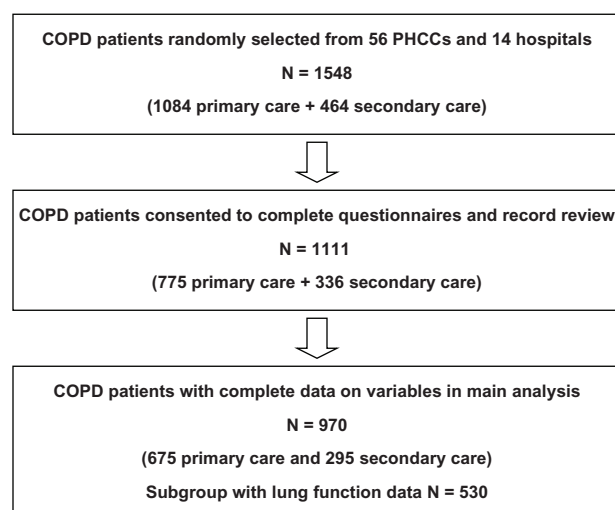 COPD patients randomly selected from 56 PHCCs and 14 hospitals
N = 1548
(1084 primary care + 464 secondary care)
COPD patients consented to complete questionnaires and record review
N = 1111
(775 primary care + 336 secondary care)
COPD patients with complete data on variables in main analysis
N = 970
(675 primary care and 295 secondary care)
Subgroup with lung function data N = 530